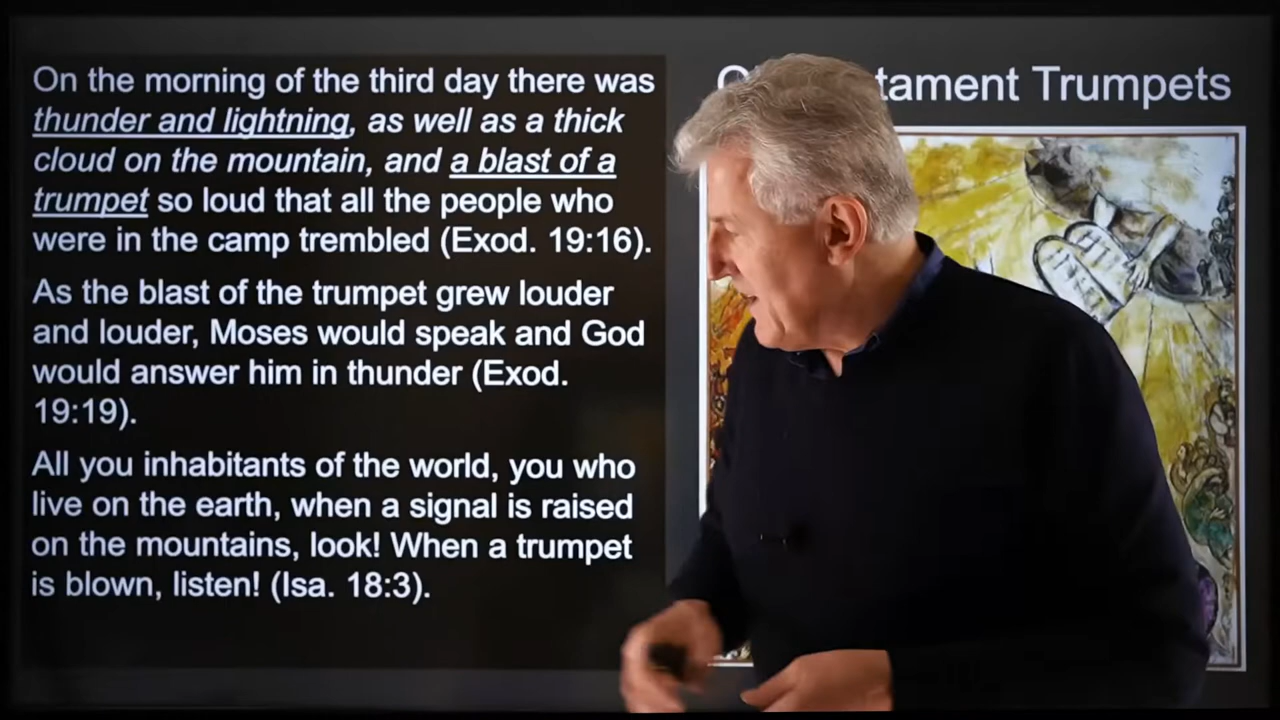 On the morning of the third day there was
thunder and lightning, as well as a thick
cloud on the mountain, and a blast of a
trumpet so loud that all the people who
were in the camp trembled (Exod. 19:16).
As the blast of the trumpet grew louder
and louder, Moses would speak and God
would answer him in thunder (Exod.
19:19).
All you inhabitants of the world, you who
live on the earth, when a signal is raised
on the mountains, look! When a trumpet
is blown, listen! (Isa. 18:3).
Trumpets